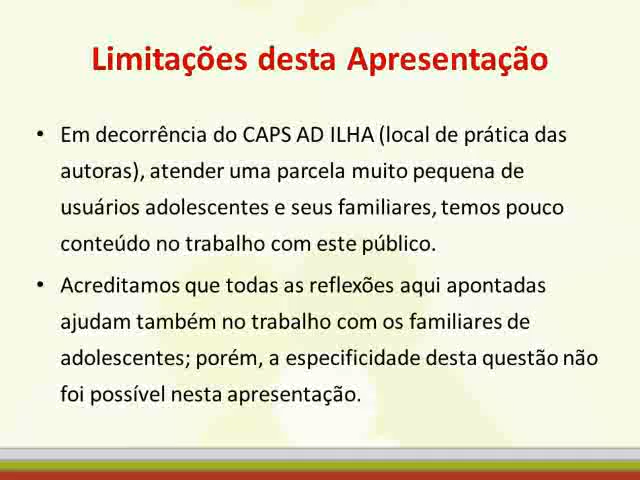 Limitações desta Apresentação
• Em decorrência do CAPS AD ILHA (local de prática das
autoras), atender uma parcela muito pequena de
usuários adolescentes e seus familiares, temos pouco
conteúdo no trabalho com este público.
• Acreditamos que todas as reflexões aqui apontadas
ajudam também no trabalho com os familiares de
adolescentes; porém, a especificidade desta questão não
foi possível nesta apresentação.